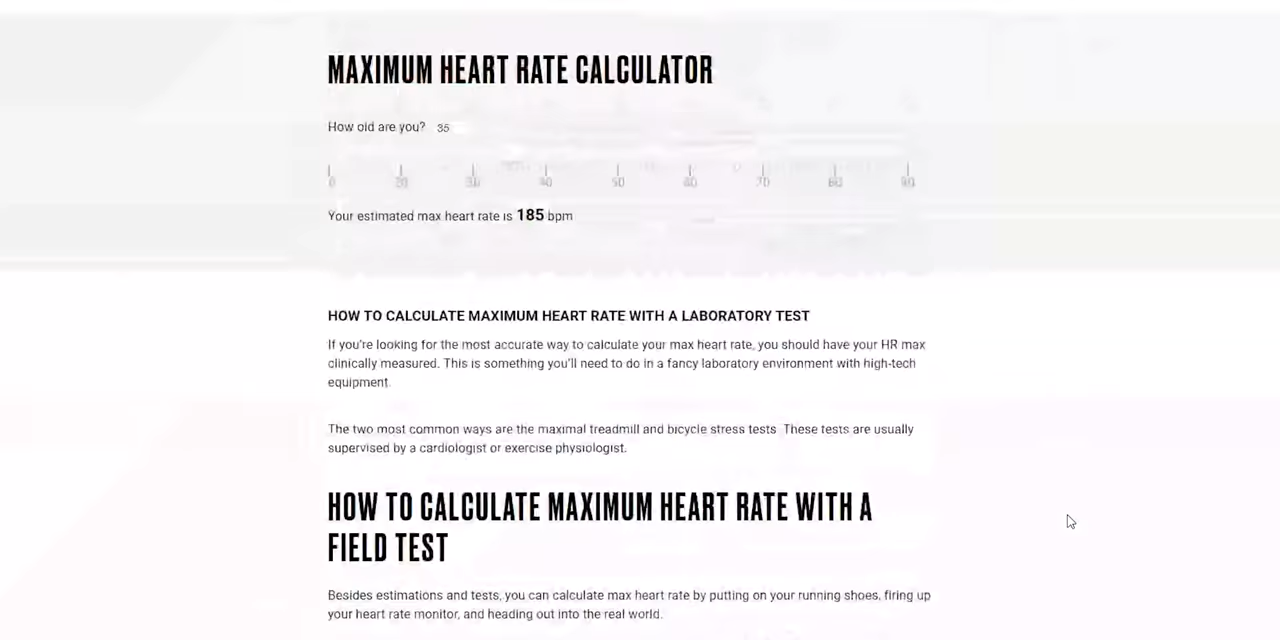 MAXIMUM HEART RATE CALCULATOR
How old are you? 35
0 20 30 40 50 60 70 80 90
Your estimated max heart rate is 185 bpm
HOW TO CALCULATE MAXIMUM HEART RATE WITH A LABORATORY TEST
If you're looking for the most accurate way to calculate your max heart rate, you should have your HR max
clinically measured. This is something you'll need to do in a fancy laboratory environment with high-tech
equipment.
The two most common ways are the maximal treadmill and bicycle stress tests. These tests are usually
supervised by a cardiologist or exercise physiologist.
HOW TO CALCULATE MAXIMUM HEART RATE WITH A
FIELD TEST
Besides estimations and tests, you can calculate max heart rate by putting on your running shoes, firing up
your heart rate monitor, and heading out into the real world.